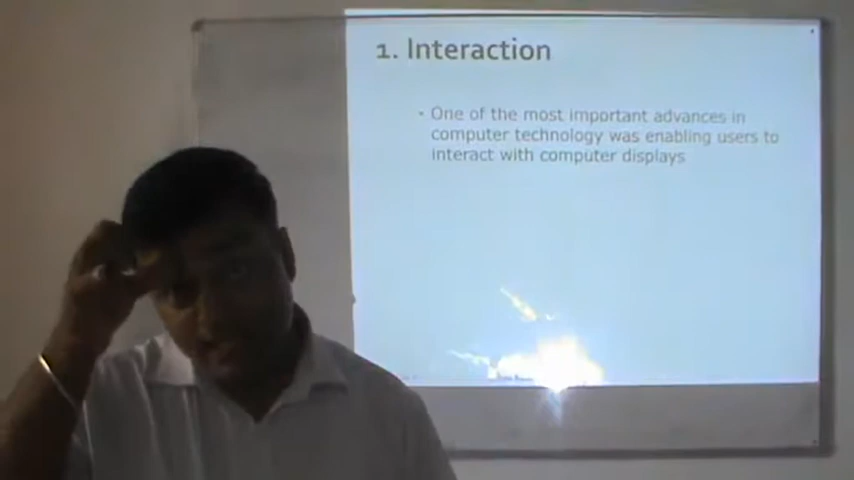 1. Interaction
• One of the most important advances in
computer technology was enabling users to
interact with computer displays